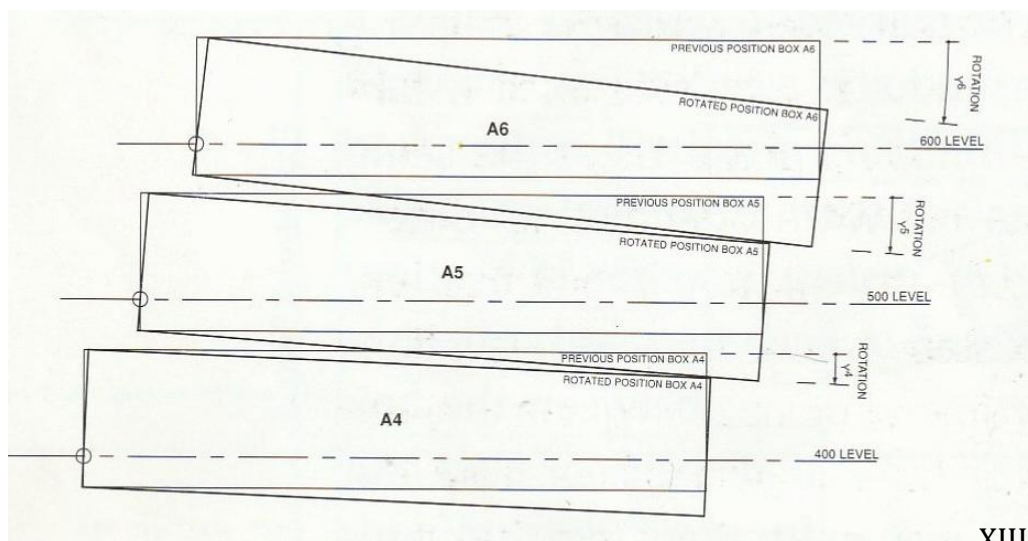 PREVIOUS POSITION BOX A6
ROTATION
Y6
ROTATED POSITION BOX A6
A6
600 LEVEL
PREVIOUS POSITION BOX A5
ROTATION
Y5
ROTATED POSITION BOX A5
A5
500 LEVEL
PREVIOUS POSITION BOX A4
ROTATION
Y4
ROTATED POSITION BOX A4
A4
400 LEVEL
XIII